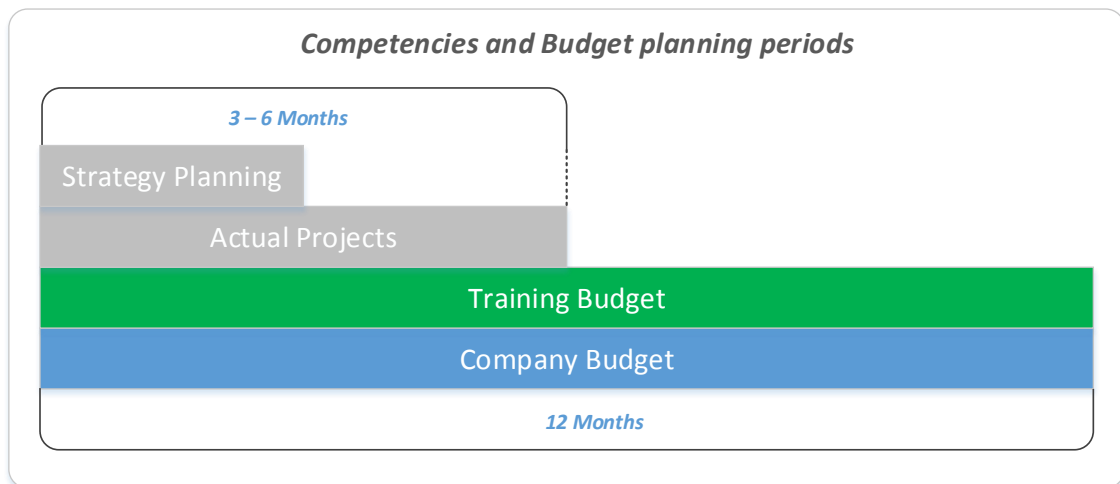 Competencies and Budget planning periods
3 – 6 Months
Strategy Planning
Actual Projects
Training Budget
Company Budget
12 Months